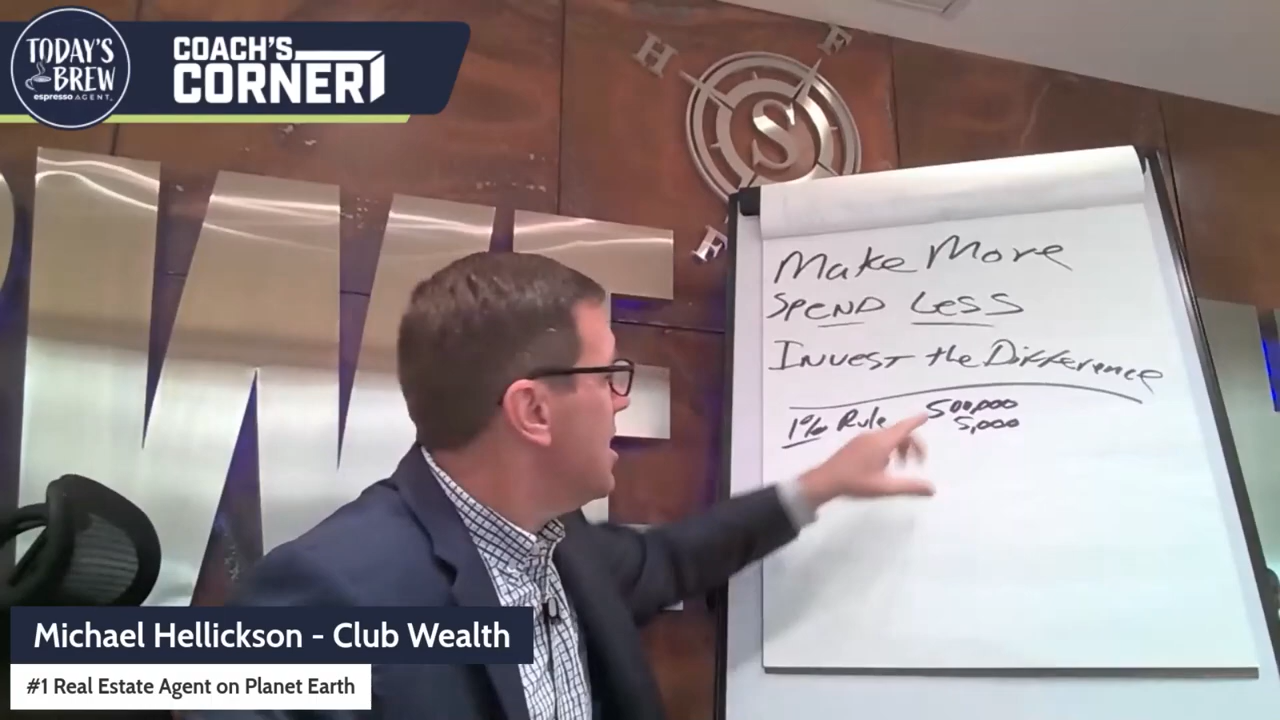 TODAY'S
BREW
espresso AGENT
COACH'S
CORNER
H
F
S
F
WE
Make More
SPEND LESS
INVEST the Difference
1% Rule 500,000
5,000
Michael Hellickson - Club Wealth
#1 Real Estate Agent on Planet Earth